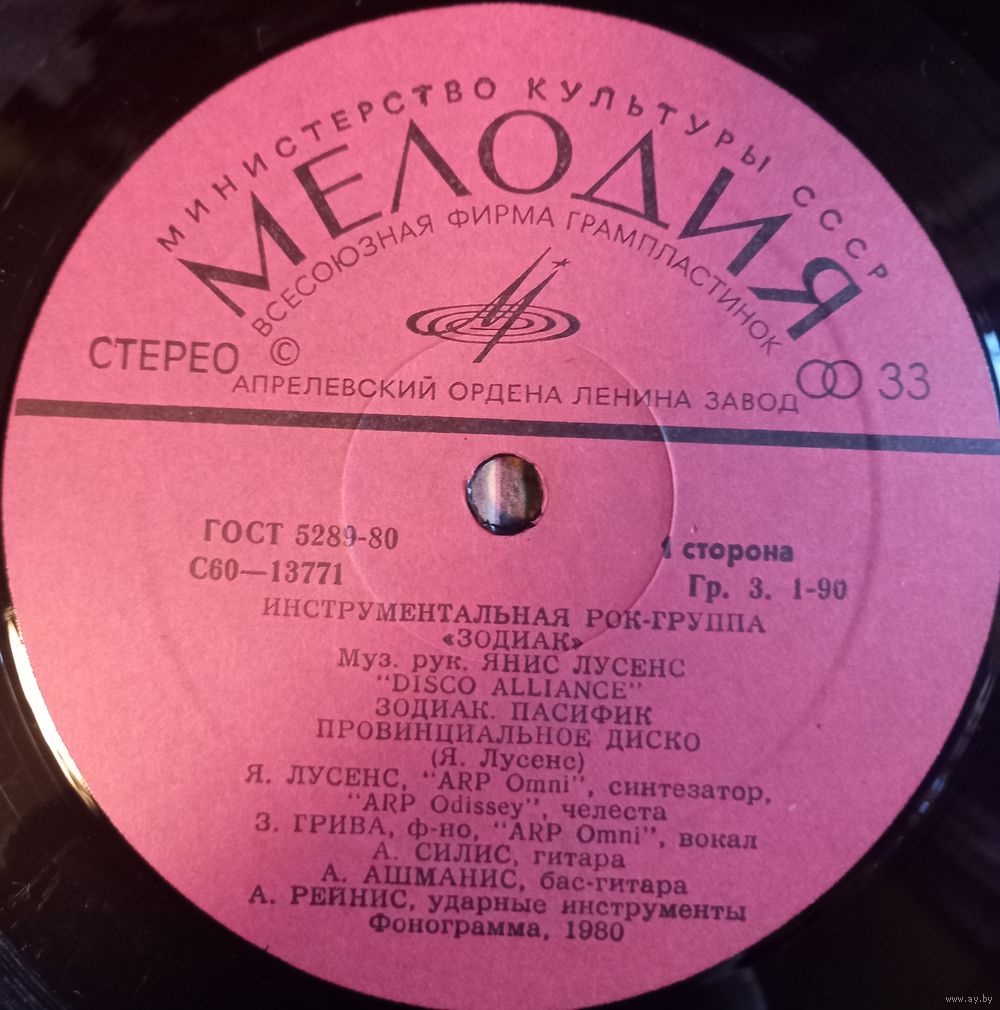 МИНИСТЕРСТВО КУЛЬТУРЫ СССР
МЕЛОДИЯ
ВСЕСОЮЗНАЯ ФИРМА ГРАМПЛАСТИНОК
СТЕРЕО © 33
АПРЕЛЕВСКИЙ ОРДЕНА ЛЕНИНА ЗАВОД
ГОСТ 5289-80
1 сторона
С60—13771
Гр. 3. 1-90
ИНСТРУМЕНТАЛЬНАЯ РОК-ГРУППА
«ЗОДИАК»
Муз. рук. ЯНИС ЛУСЕНС
"DISCO ALLIANCE"
ЗОДИАК. ПАСИФИК
ПРОВИНЦИАЛЬНОЕ ДИСКО
(Я. Лусенс)
Я. ЛУСЕНС, "ARP Omni", синтезатор,
"ARP Odissey", челеста
З. ГРИВА, ф-но, "ARP Omni", вокал
А. СИЛИС, гитара
А. АШМАНИС, бас-гитара
А. РЕЙНИС, ударные инструменты
Фонограмма, 1980
www.ay.by